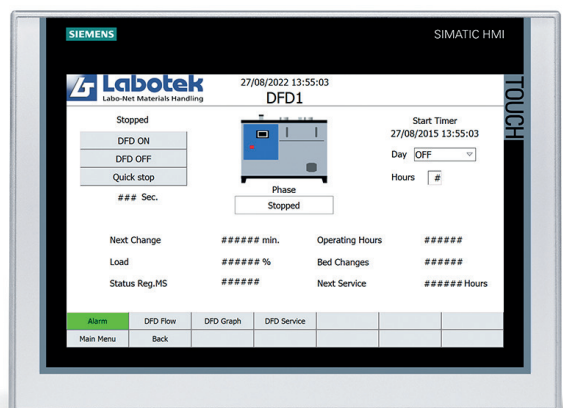 SIEMENS
SIMATIC HMI
TOUCH
Labotek
Labo-Net Materials Handling
27/08/2022 13:55:03
DFD1
Stopped
DFD ON
DFD OFF
Quick stop
### Sec.
Phase
Stopped
Start Timer
27/08/2015 13:55:03
Day OFF
Hours #
Next Change ###### min. Operating Hours ######
Load ###### % Bed Changes ######
Status Reg.MS ###### Next Service ###### Hours
Alarm DFD Flow DFD Graph DFD Service
Main Menu Back